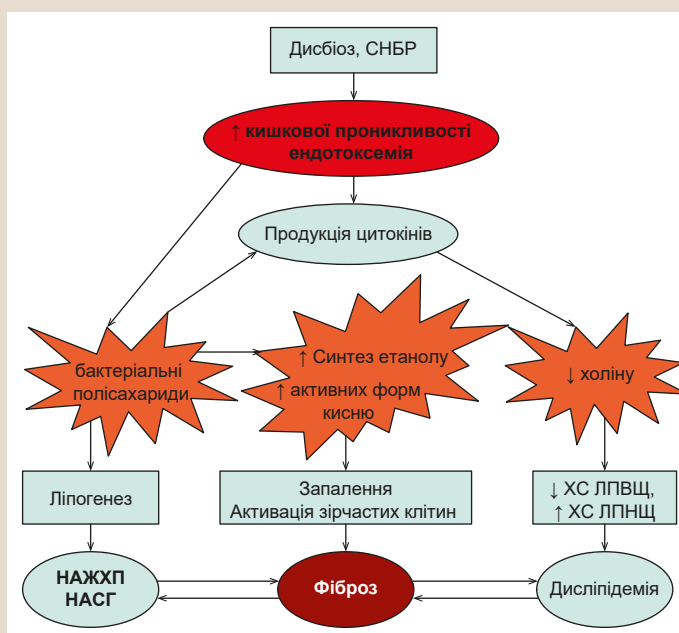 Дисбіоз, СНБР
↑ кишкової проникливості
ендотоксемія
Продукція цитокінів
бактеріальні
полісахариди
↑ Синтез етанолу
↑ активних форм
кисню
↓ холіну
Ліпогенез
Запалення
Активація зірчастих клітин
↓ ХС ЛПВЩ,
↑ ХС ЛПНЩ
НАЖХП
НАСГ
Фіброз
Дисліпідемія